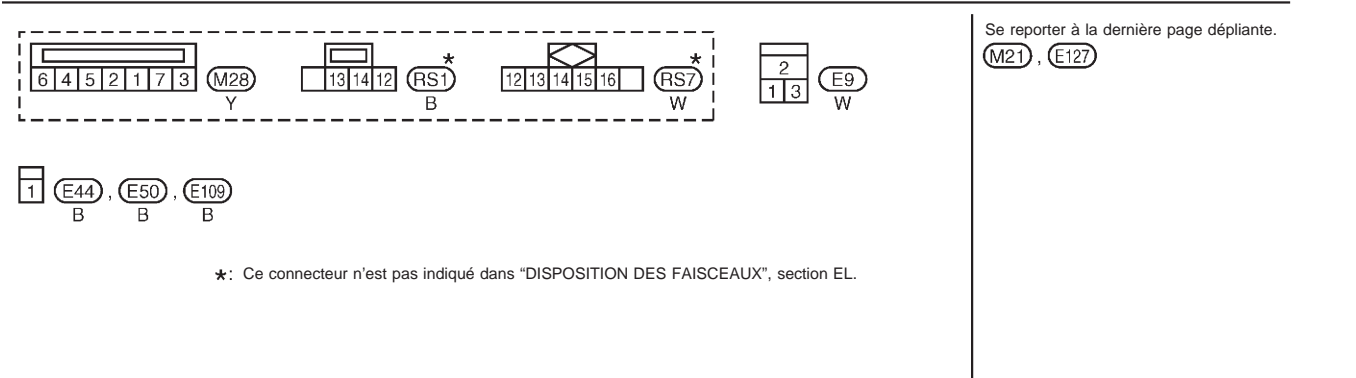 6 4 5 2 1 7 3 M28
Y
13 14 12 RS1 *
B
12 13 14 15 16 RS7 *
W
2
1 3 E9
W
Se reporter à la dernière page dépliante.
M21 , E127
1 E44 , E50 , E109
B B B
*: Ce connecteur n'est pas indiqué dans “DISPOSITION DES FAISCEAUX”, section EL.